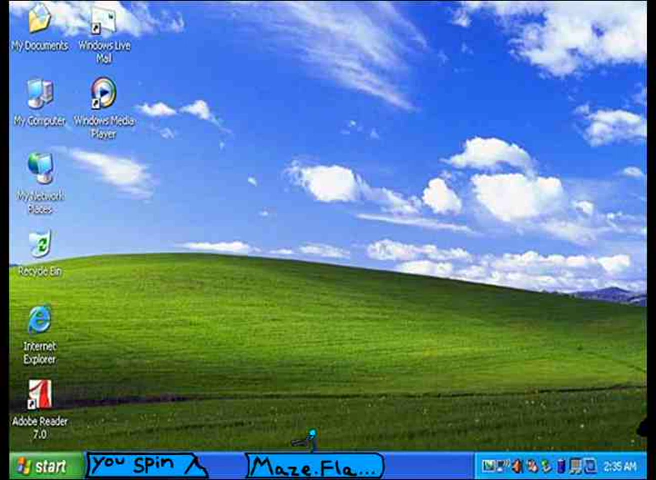 My Documents
Windows Live
Mail
My Computer
Windows Media
Player
My Network
Places
Recycle Bin
Internet
Explorer
Adobe Reader
7.0
start
you spin
Maze.Fla...
2:35 AM